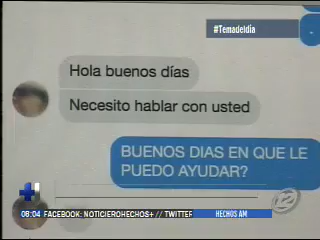 #Temadeldía
Hola buenos días
Necesito hablar con usted
BUENOS DIAS EN QUE LE
PUEDO AYUDAR?
12
08:04 FACEBOOK: NOTICIEROHECHOS+ // TWITTER HECHOS AM